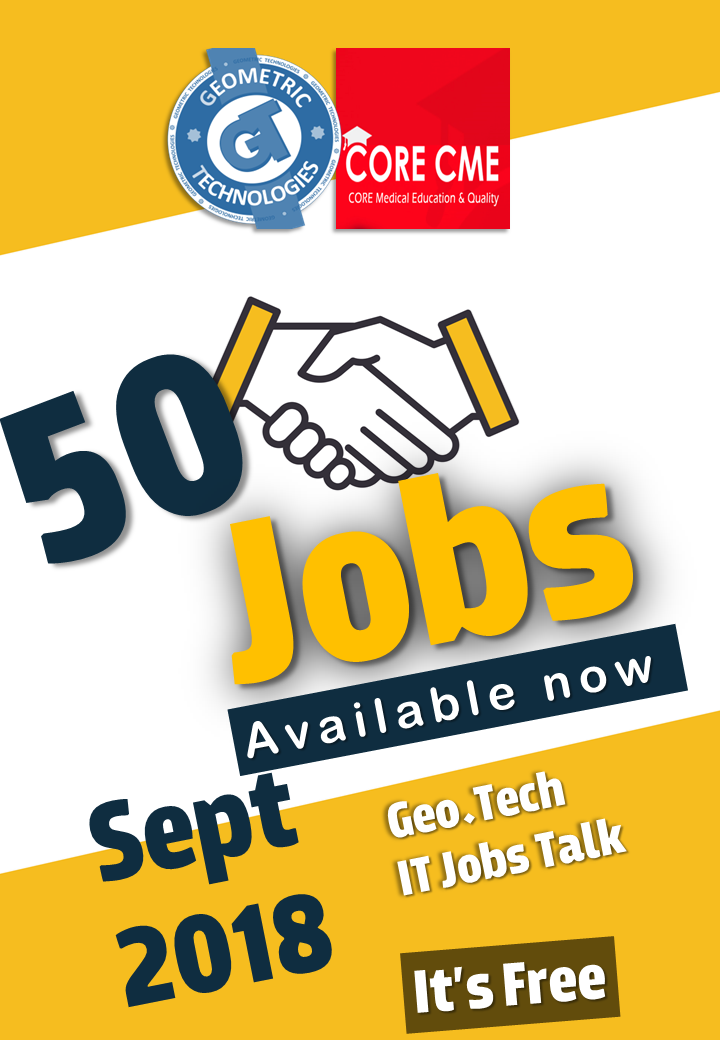 GEOMETRIC
GT
TECHNOLOGIES
CORE CME
CORE Medical Education & Quality
50
Jobs
Available now
Sept
2018
Geo.Tech
IT Jobs Talk
It's Free